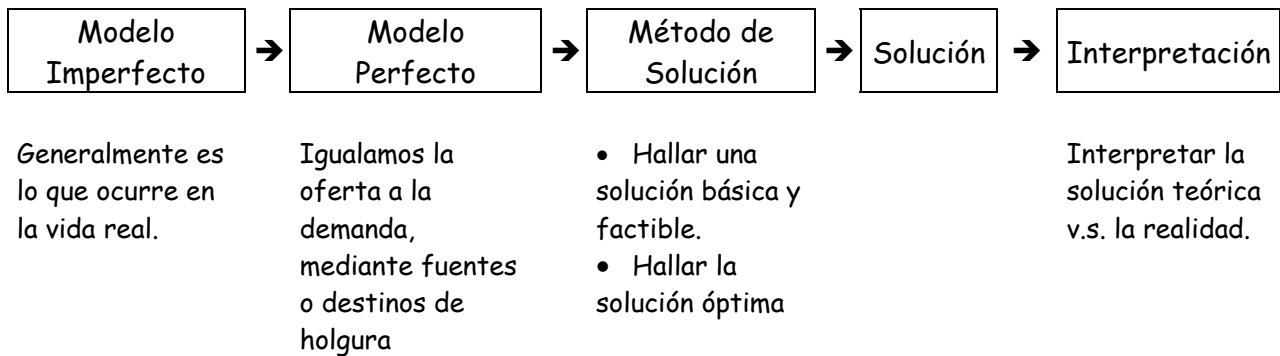 Modelo
Imperfecto
➔
Modelo
Perfecto
➔
Método de
Solución
➔
Solución
➔
Interpretación
Generalmente es
lo que ocurre en
la vida real.
Igualamos la
oferta a la
demanda,
mediante fuentes
o destinos de
holgura
• Hallar una
solución básica y
factible.
• Hallar la
solución óptima
Interpretar la
solución teórica
v.s. la realidad.